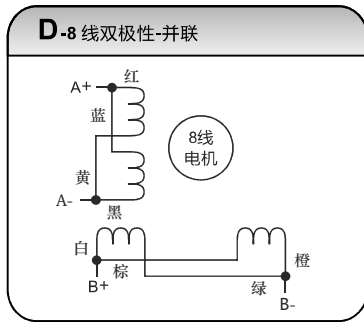 D-8 线双极性-并联
红
A+
蓝
8线
电机
黄
A-
黑
白
棕
橙
B+
绿
B-